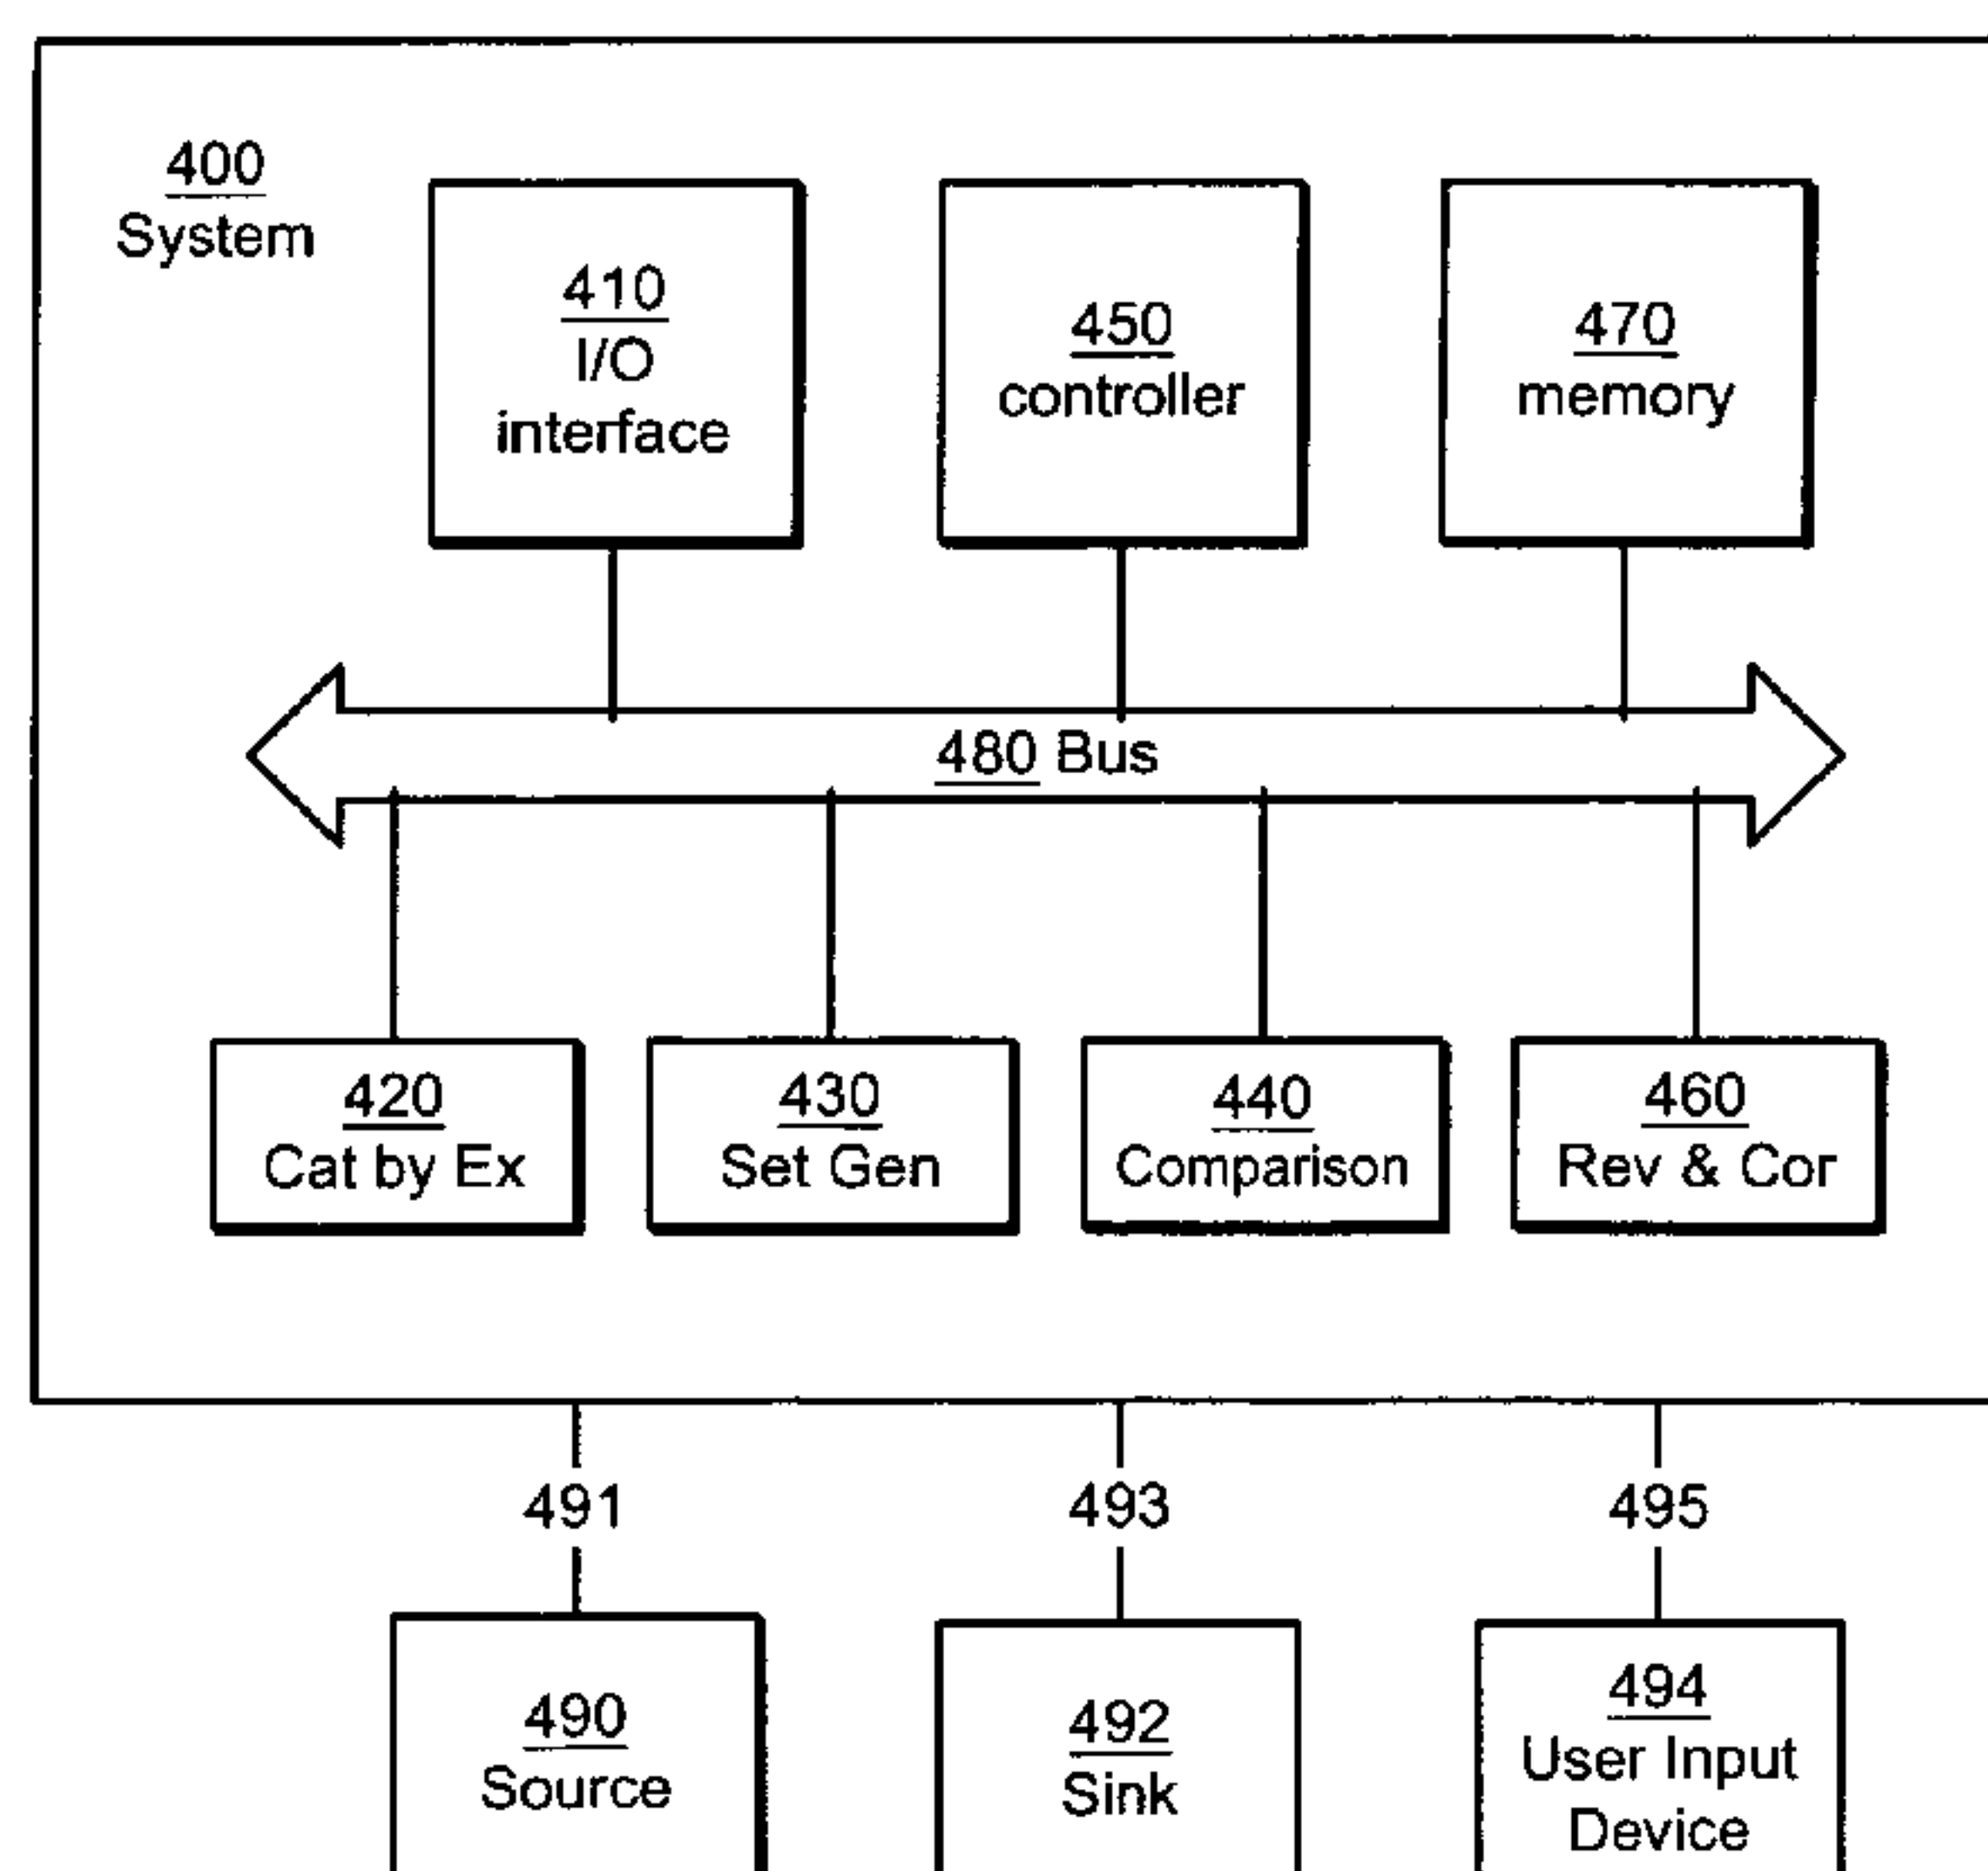 400
System
410
I/O
interface
450
controller
470
memory
480 Bus
420
Cat by Ex
430
Set Gen
440
Comparison
460
Rev & Cor
491
493
495
490
Source
492
Sink
494
User Input
Device